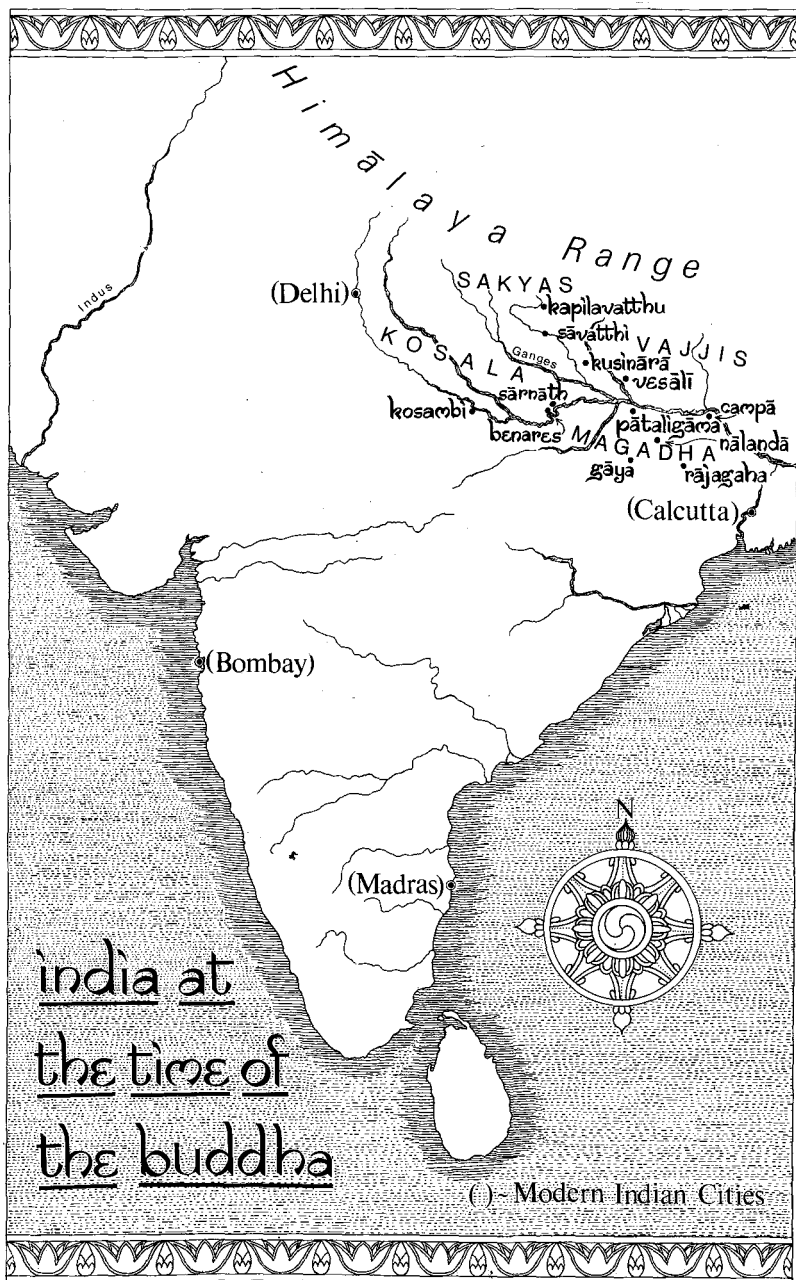 Himālaya Range
Indus
(Delhi)
SAKYAS
kapilavatthu
sāvatthi
KOSALA
Ganges
VAJJIS
kusinārā
vesālī
sārnāth
kosambi
benares
campā
pātaligāma
MAGADHA
nālandā
gāyā
rājagaha
(Calcutta)
(Bombay)
N
(Madras)
india at
the time of
the buddha
( )~Modern Indian Cities